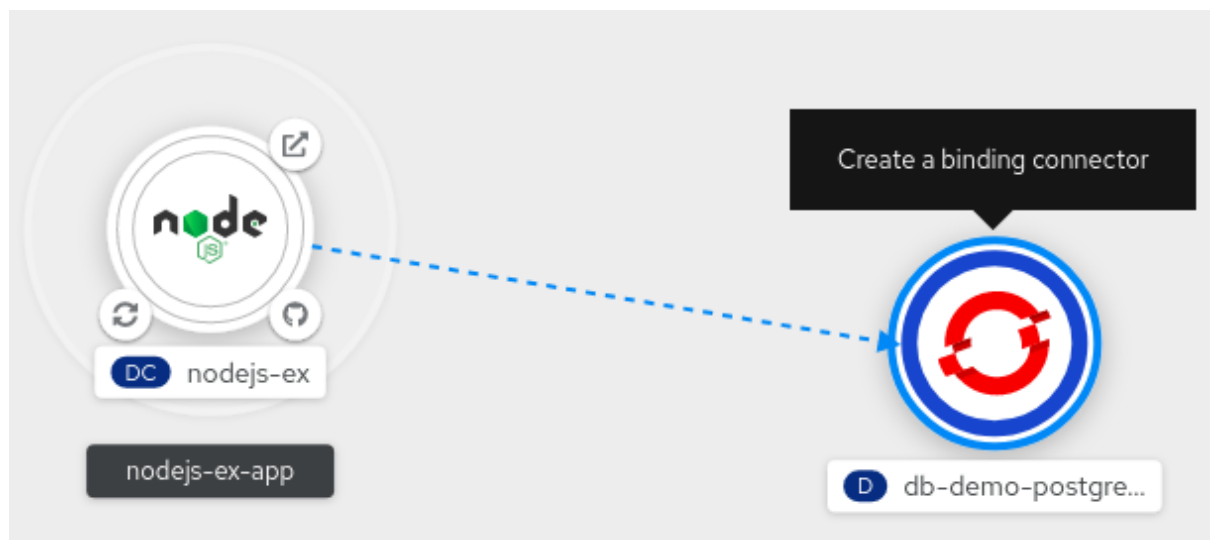 Create a binding connector
node
JS
DC nodejs-ex
nodejs-ex-app
D db-demo-postgre...